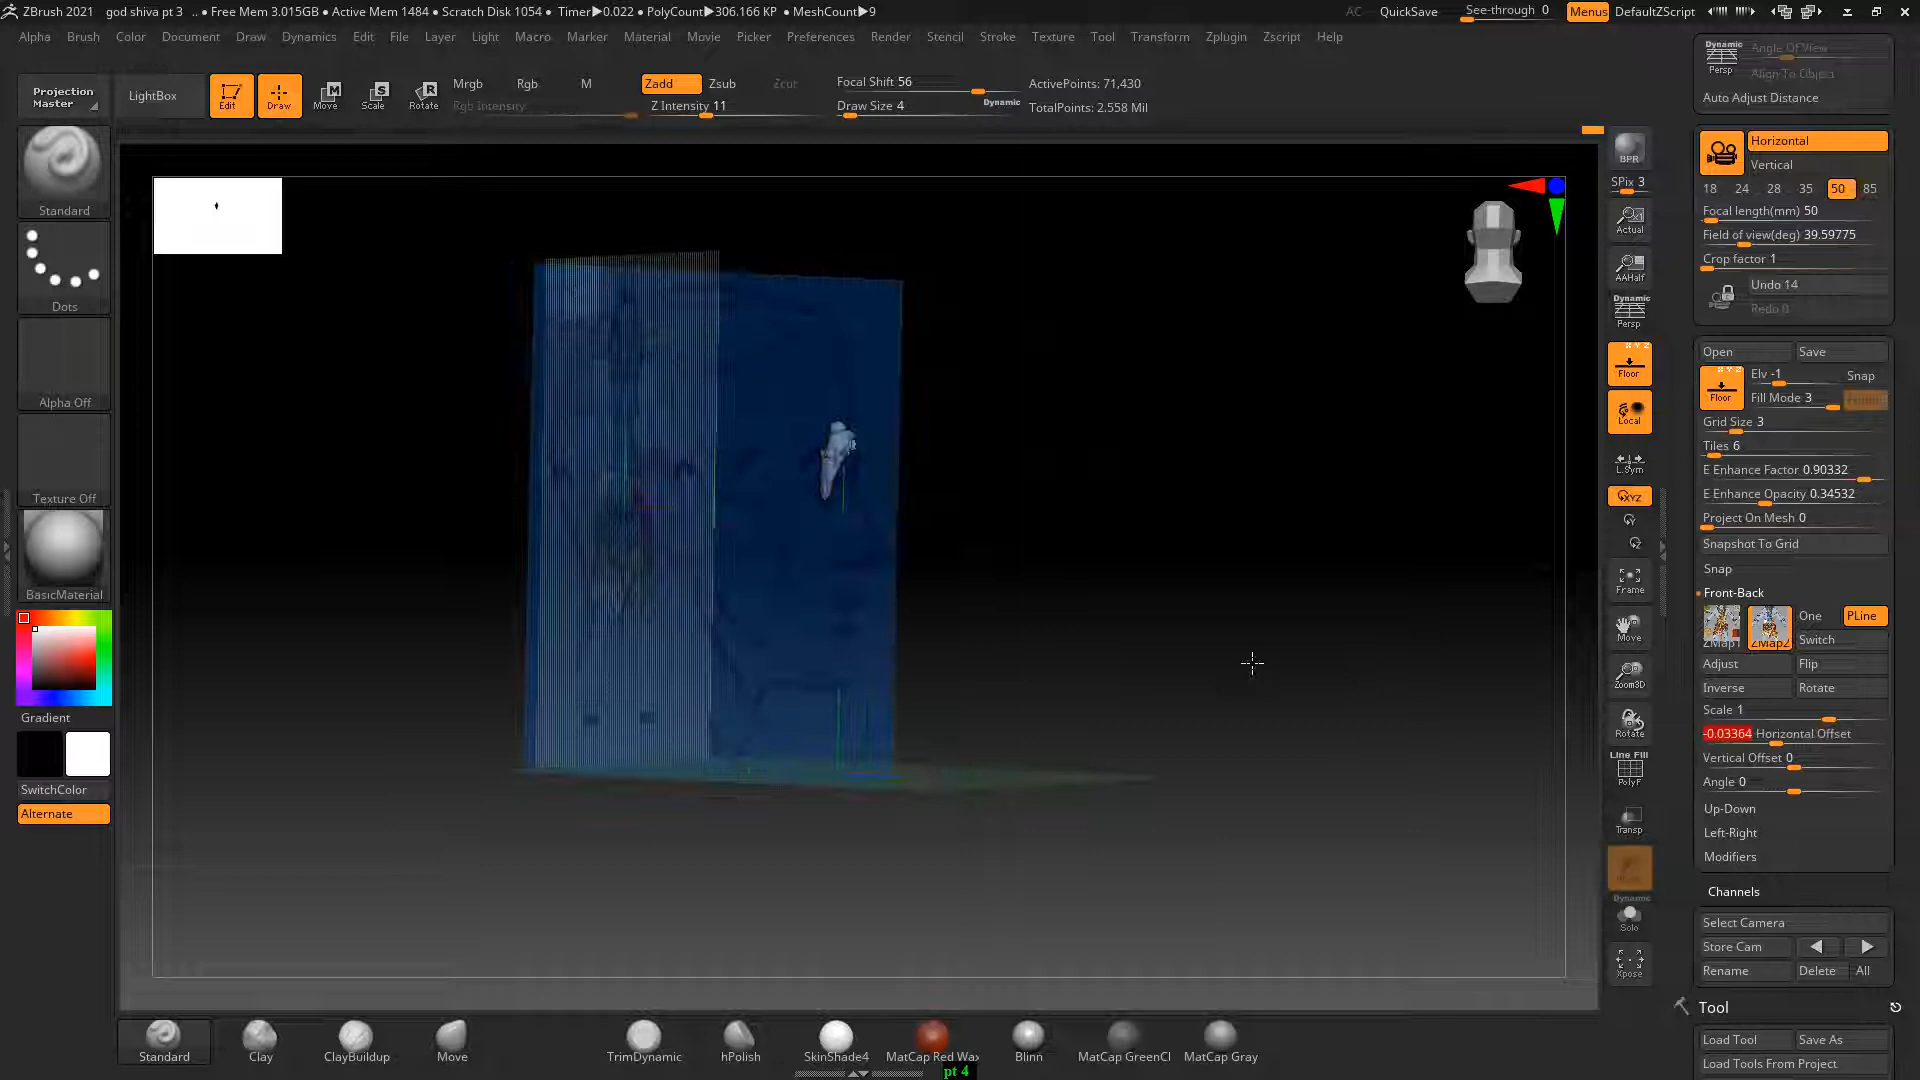 ZBrush 2021 god shiva pt 3 .. • Free Mem 3.015GB • Active Mem 1484 • Scratch Disk 1054 • Timer▶0.022 • PolyCount▶306.166 KP • MeshCount▶9 AC QuickSave See-through 0 Menus DefaultZScript
Alpha Brush Color Document Draw Dynamics Edit File Layer Light Macro Marker Material Movie Picker Preferences Render Stencil Stroke Texture Tool Transform Zplugin Zscript Help
Dynamic Persp Angle Of View
Align To Object
Auto Adjust Distance
Projection Master
LightBox
Edit
Draw
Move
Scale
Rotate
Mrgb Rgb M
Rgb Intensity
Zadd Zsub Zcut
Z Intensity 11
Focal Shift 56
Draw Size 4 Dynamic
ActivePoints: 71,430
TotalPoints: 2.558 Mil
Standard
Dots
Alpha Off
Texture Off
BasicMaterial
Gradient
SwitchColor
Alternate
BPR
SPix 3
Actual
AAHalf
Dynamic
Persp
Floor
Local
L.Sym
XYZ
Frame
Move
Zoom3D
Rotate
Line Fill
PolyF
Transp
Dynamic
Solo
Xpose
Horizontal
Vertical
18 24 28 35 50 85
Focal length(mm) 50
Field of view(deg) 39.59775
Crop factor 1
Undo 14
Redo 0
Open Save
Floor Elv -1 Snap
Fill Mode 3
Grid Size 3
Tiles 6
E Enhance Factor 0.90332
E Enhance Opacity 0.34532
Project On Mesh 0
Snapshot To Grid
Snap
Front-Back
ZMap1 ZMap2 One PLine
Switch
Adjust Flip
Inverse Rotate
Scale 1
-0.03364 Horizontal Offset
Vertical Offset 0
Angle 0
Up-Down
Left-Right
Modifiers
Channels
Select Camera
Store Cam
Rename Delete All
Tool
Load Tool Save As
Load Tools From Project
Standard Clay ClayBuildup Move TrimDynamic hPolish SkinShade4 MatCap Red Wax Blinn MatCap GreenCl MatCap Gray
pt 4